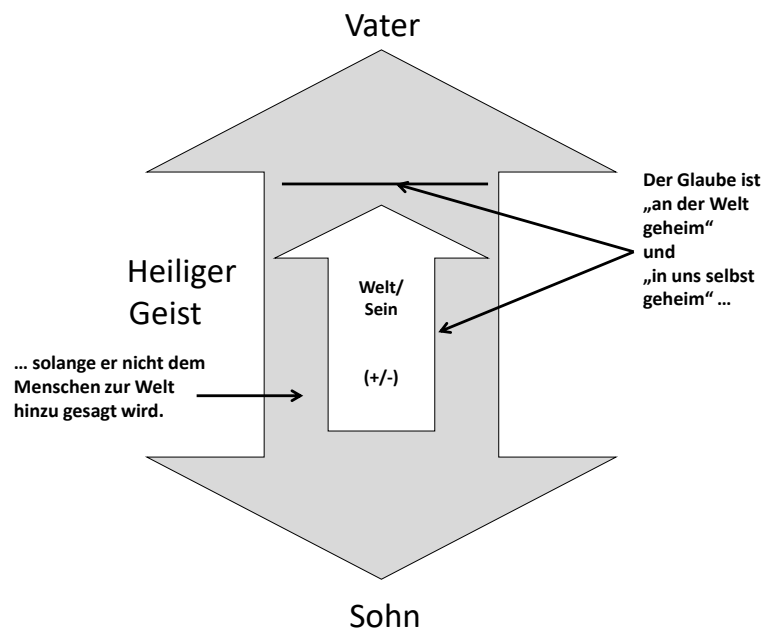 Vater
Der Glaube ist
„an der Welt
geheim“
und
„in uns selbst
geheim“ ...
Heiliger
Geist
Welt/
Sein
(+/-)
... solange er nicht dem
Menschen zur Welt
hinzu gesagt wird.
Sohn